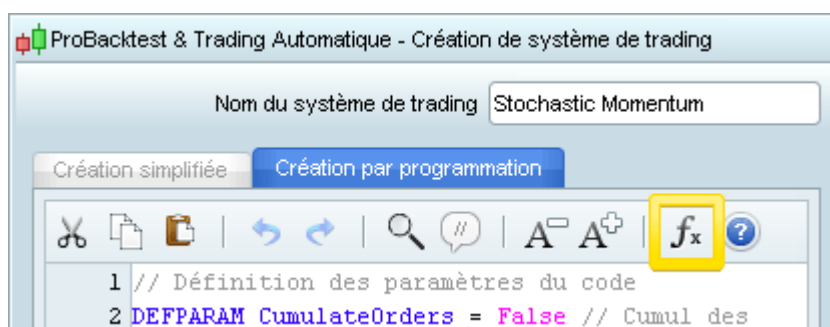 ProBacktest & Trading Automatique - Création de système de trading
Nom du système de trading Stochastic Momentum
Création simplifiée Création par programmation
// A A fx ?
1 // Définition des paramètres du code
2 DEFPARAM CumulateOrders = False // Cumul des